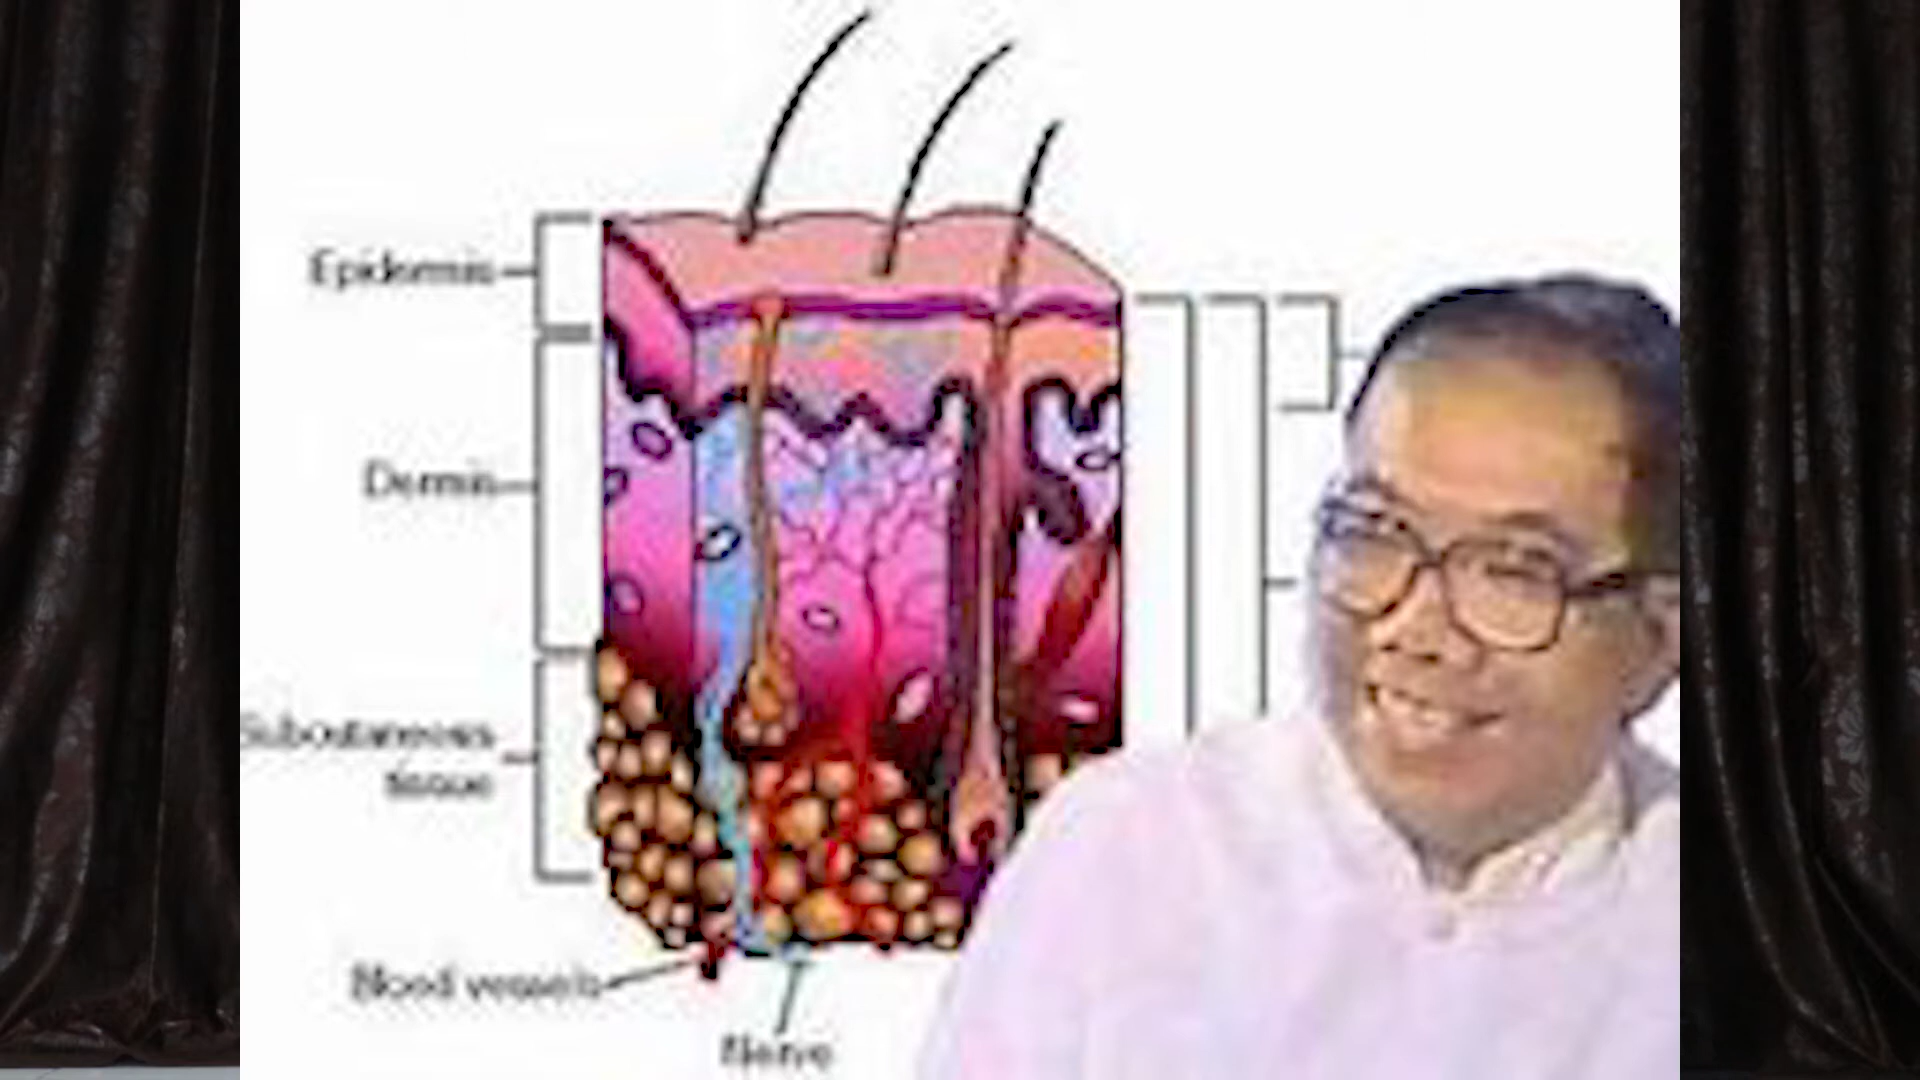 Epidermis
Dermis
Subcutaneous
tissue
Blood vessels
Nerve